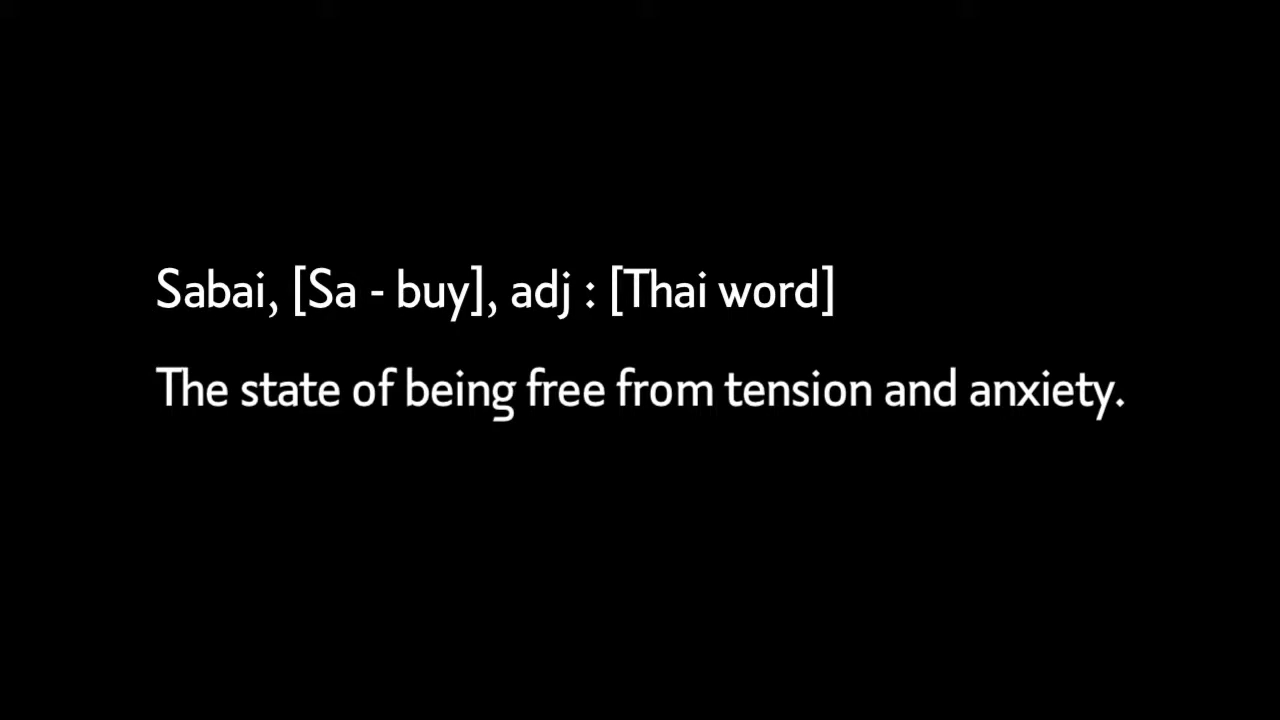 Sabai, [Sa - buy], adj : [Thai word]
The state of being free from tension and anxiety.